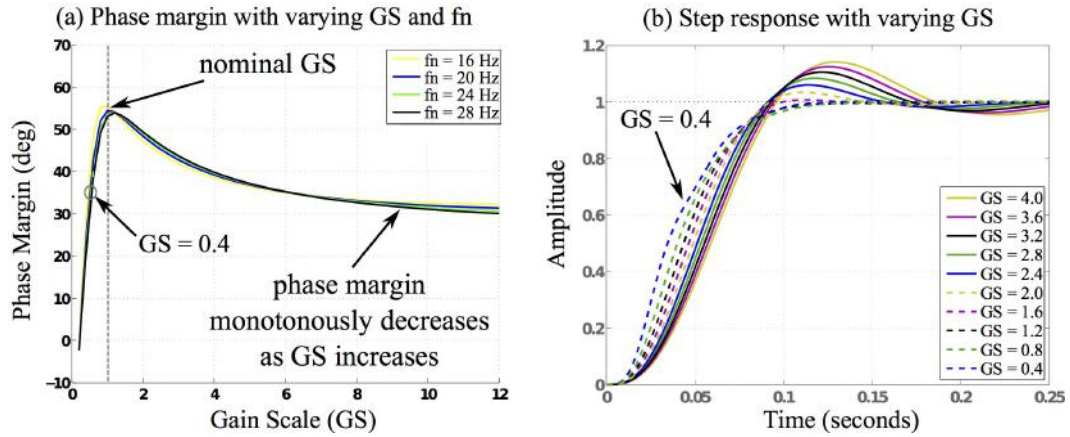 (a) Phase margin with varying GS and fn
70
60
50
40
30
20
10
0
−10
0
2
4
6
8
10
12
Phase Margin (deg)
Gain Scale (GS)
nominal GS
GS = 0.4
phase margin
monotonously decreases
as GS increases
fn = 16 Hz
fn = 20 Hz
fn = 24 Hz
fn = 28 Hz
(b) Step response with varying GS
1.2
1
0.8
0.6
0.4
0.2
0
0
0.05
0.1
0.15
0.2
0.25
Amplitude
Time (seconds)
GS = 0.4
GS = 4.0
GS = 3.6
GS = 3.2
GS = 2.8
GS = 2.4
GS = 2.0
GS = 1.6
GS = 1.2
GS = 0.8
GS = 0.4